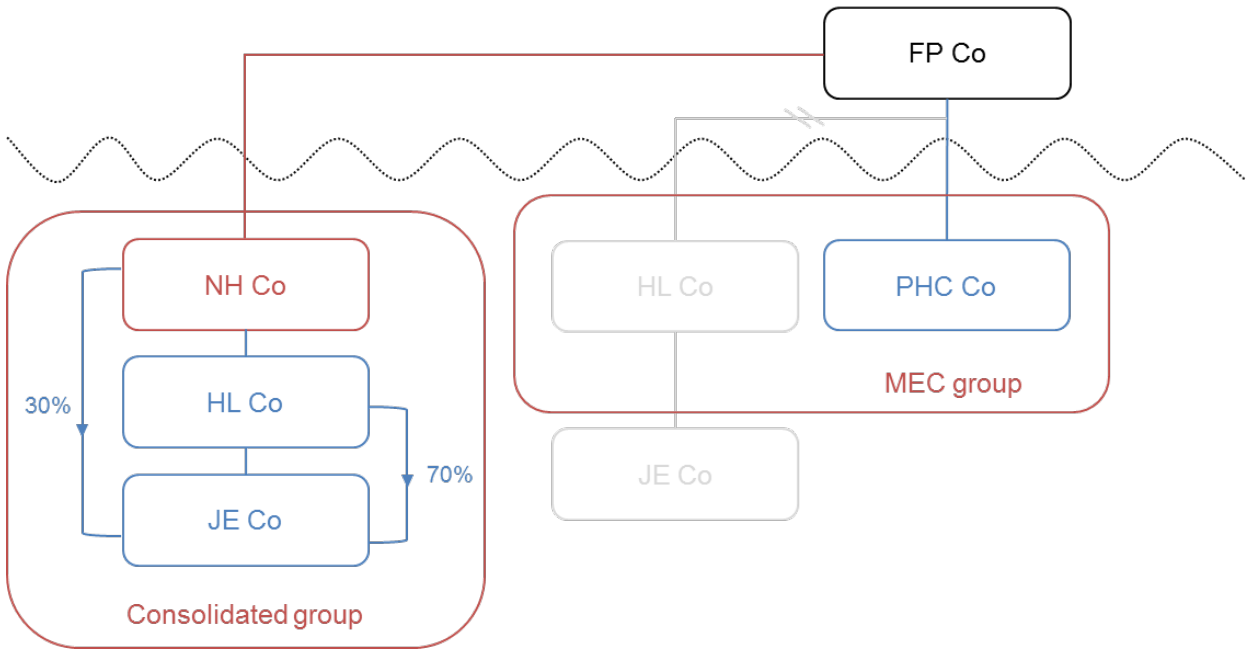 FP Co
NH Co
HL Co
PHC Co
HL Co
MEC group
30%
70%
JE Co
JE Co
Consolidated group